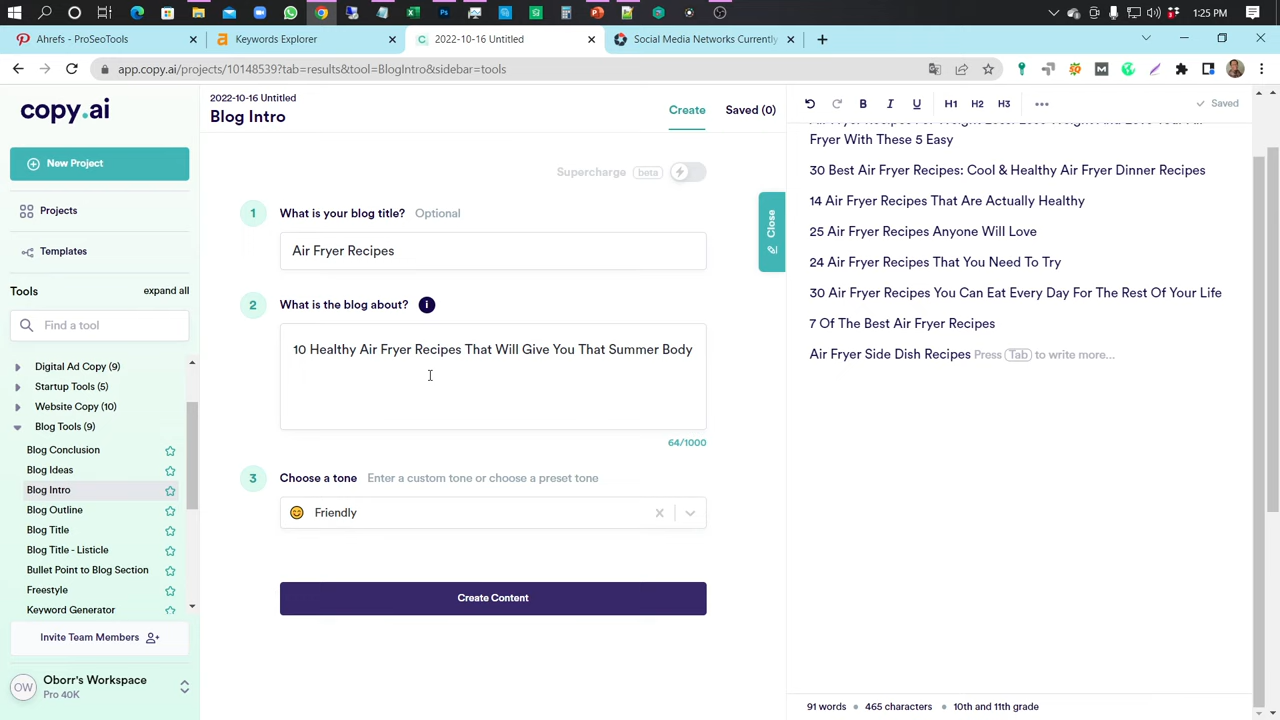 1:25 PM
Ahrefs - ProSeoTools
Keywords Explorer
2022-10-16 Untitled
Social Media Networks Currently
app.copy.ai/projects/10148539?tab=results&tool=BlogIntro&sidebar=tools
copy.ai
New Project
Projects
Templates
Tools
expand all
Find a tool
Digital Ad Copy (9)
Startup Tools (5)
Website Copy (10)
Blog Tools (9)
Blog Conclusion
Blog Ideas
Blog Intro
Blog Outline
Blog Title
Blog Title - Listicle
Bullet Point to Blog Section
Freestyle
Keyword Generator
Invite Team Members
OW
Oborr's Workspace
Pro 40K
2022-10-16 Untitled
Blog Intro
Create
Saved (0)
Supercharge beta
1 What is your blog title? Optional
Air Fryer Recipes
2 What is the blog about? i
10 Healthy Air Fryer Recipes That Will Give You That Summer Body
64/1000
3 Choose a tone Enter a custom tone or choose a preset tone
Friendly
Create Content
Close
B I U H1 H2 H3
Saved
Fryer With These 5 Easy
30 Best Air Fryer Recipes: Cool & Healthy Air Fryer Dinner Recipes
14 Air Fryer Recipes That Are Actually Healthy
25 Air Fryer Recipes Anyone Will Love
24 Air Fryer Recipes That You Need To Try
30 Air Fryer Recipes You Can Eat Every Day For The Rest Of Your Life
7 Of The Best Air Fryer Recipes
Air Fryer Side Dish Recipes Press Tab to write more...
91 words 465 characters 10th and 11th grade